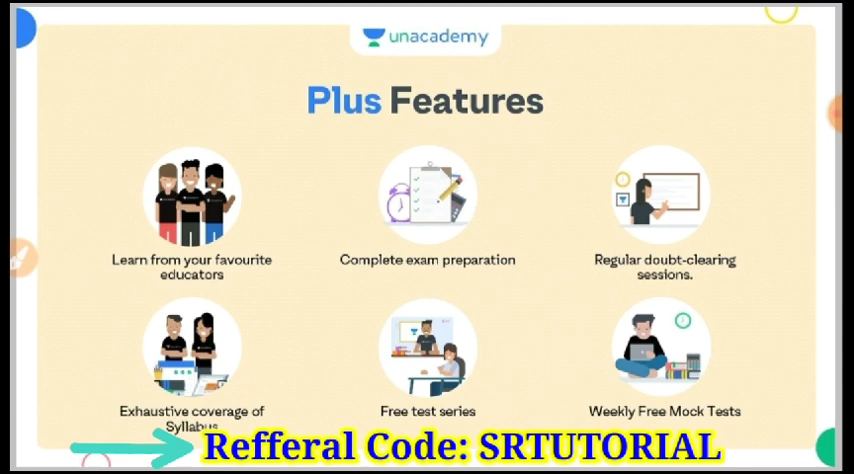 unacademy
Plus Features
Learn from your favourite
educators
Complete exam preparation
Regular doubt-clearing
sessions.
Exhaustive coverage of
Syllabus
Free test series
Weekly Free Mock Tests
Refferal Code: SRTUTORIAL